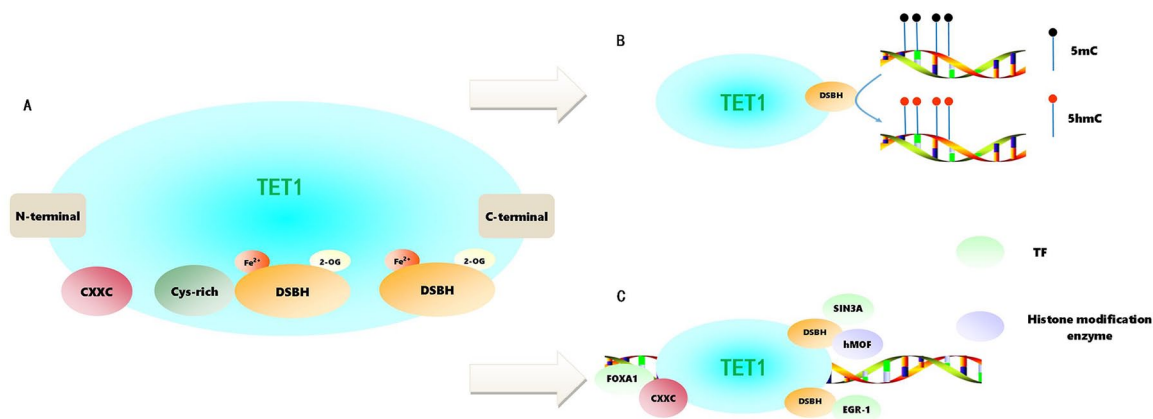 A
TET1
N-terminal
C-terminal
Fe²⁺
2-OG
Fe²⁺
2-OG
CXXC
Cys-rich
DSBH
DSBH
B
TET1
DSBH
5mC
5hmC
C
TF
Histone modification
enzyme
SIN3A
DSBH
hMOF
TET1
FOXA1
CXXC
DSBH
EGR-1